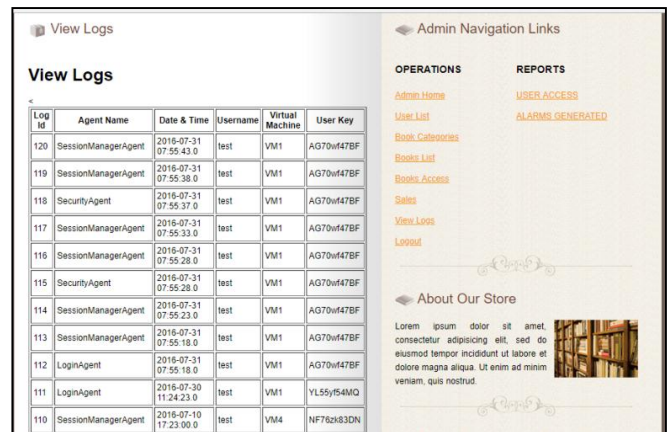 View Logs
View Logs
«
Log Id Agent Name Date & Time Username Virtual Machine User Key
120 SessionManagerAgent 2016-07-31 07:55:43.0 test VM1 AG70wf47BF
119 SessionManagerAgent 2016-07-31 07:55:38.0 test VM1 AG70wf47BF
118 SecurityAgent 2016-07-31 07:55:37.0 test VM1 AG70wf47BF
117 SessionManagerAgent 2016-07-31 07:55:33.0 test VM1 AG70wf47BF
116 SessionManagerAgent 2016-07-31 07:55:28.0 test VM1 AG70wf47BF
115 SecurityAgent 2016-07-31 07:55:28.0 test VM1 AG70wf47BF
114 SessionManagerAgent 2016-07-31 07:55:23.0 test VM1 AG70wf47BF
113 SessionManagerAgent 2016-07-31 07:55:18.0 test VM1 AG70wf47BF
112 LoginAgent 2016-07-31 07:55:18.0 test VM1 AG70wf47BF
111 LoginAgent 2016-07-30 11:24:23.0 test VM1 YL55yf54MQ
110 SessionManagerAgent 2016-07-10 17:23:00.0 test VM4 NF76zk83DN
Admin Navigation Links
OPERATIONS
Admin Home
User List
Book Categories
Books List
Books Access
Sales
View Logs
Logout
REPORTS
USER ACCESS
ALARMS GENERATED
About Our Store
Lorem ipsum dolor sit amet,
consectetur adipisicing elit, sed do
eiusmod tempor incididunt ut labore et
dolore magna aliqua. Ut enim ad minim
veniam, quis nostrud.